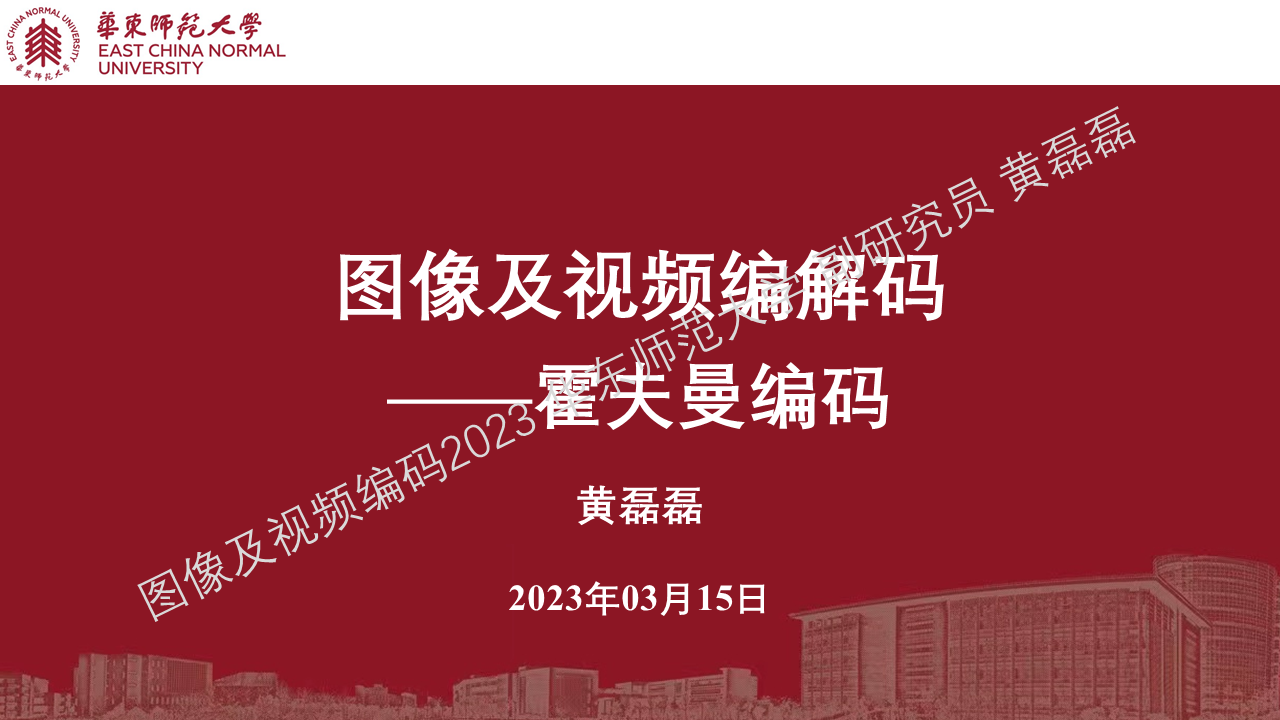 EAST CHINA NORMAL UNIVERSITY
華東師范大學
華東師范大學
EAST CHINA NORMAL
UNIVERSITY
图像及视频编解码
——霍夫曼编码
黄磊磊
2023年03月15日
图像及视频编码2023 华东师范大学 副研究员 黄磊磊